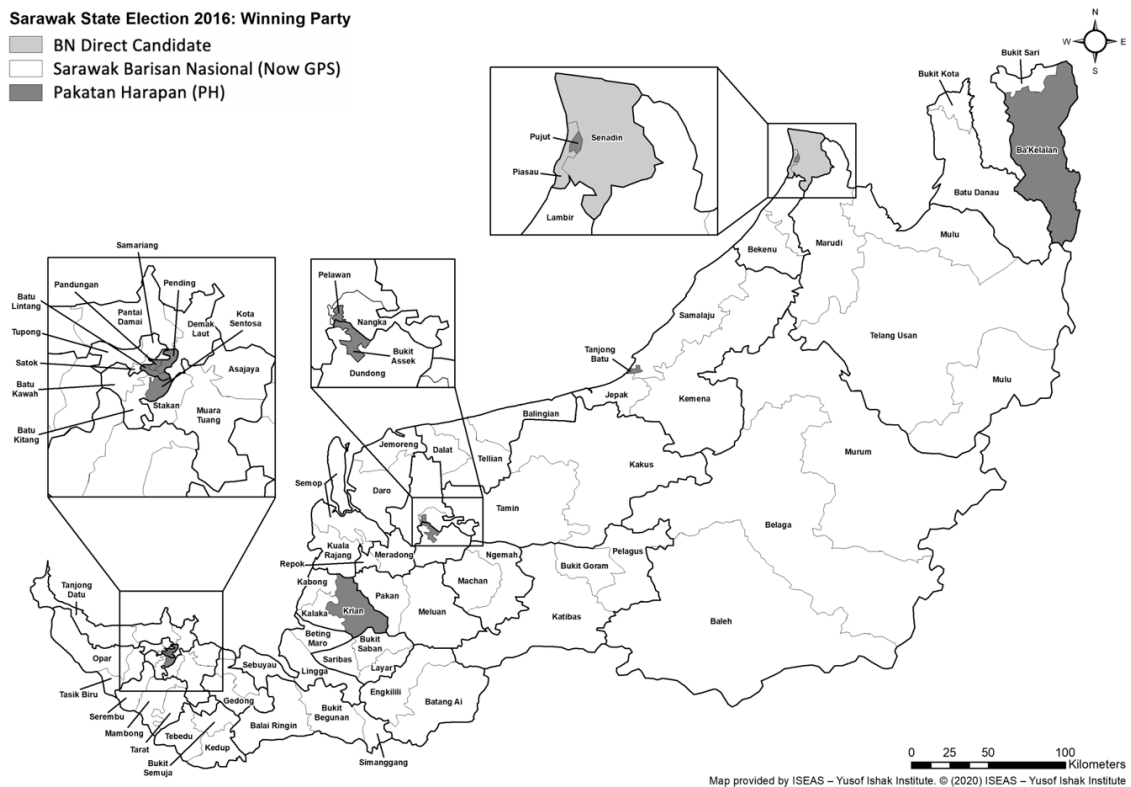 Sarawak State Election 2016: Winning Party
BN Direct Candidate
Sarawak Barisan Nasional (Now GPS)
Pakatan Harapan (PH)
N
W
E
S
Bukit Sari
Bukit Kota
Ba'Kelalan
Batu Danau
Pujut
Senadin
Piasau
Lambir
Mulu
Marudi
Bekenu
Samalaju
Telang Usan
Mulu
Tanjong
Batu
Jepak
Kemena
Samariang
Pandungan
Pending
Batu
Lintang
Pantai
Damai
Demak
Laut
Kota
Sentosa
Tupong
Satok
Asajaya
Batu
Kawah
Stakan
Muara
Tuang
Batu
Kitang
Pelawan
Nangka
Bukit
Assek
Dundong
Balingian
Jemoreng
Dalat
Tellian
Kakus
Murum
Semop
Daro
Tamin
Belaga
Kuala
Rajang
Meradong
Ngemah
Pelagus
Repok
Bukit Goram
Kabong
Pakan
Machan
Kalaka
Krian
Meluan
Katibas
Baleh
Tanjong
Datu
Beting
Maro
Bukit
Saban
Saribas
Layar
Opar
Sebuyau
Lingga
Tasik Biru
Engkilili
Batang Ai
Serembu
Gedong
Bukit
Begunan
Mambong
Tarat
Tebedu
Balai Ringin
Kedup
Bukit
Semuja
Simanggang
0 25 50 100
Kilometers
Map provided by ISEAS – Yusof Ishak Institute. © (2020) ISEAS – Yusof Ishak Institute.